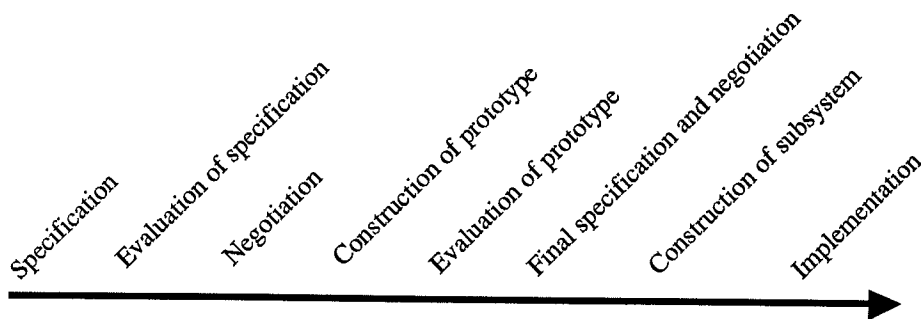 Specification
Evaluation of specification
Negotiation
Construction of prototype
Evaluation of prototype
Final specification and negotiation
Construction of subsystem
Implementation